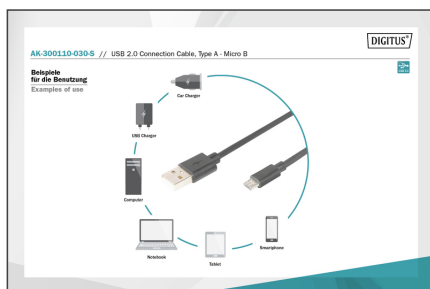 DIGITUS®
AK-300110-030-S // USB 2.0 Connection Cable, Type A - Micro B
Beispiele
für die Benutzung
Examples of use
Car Charger
USB Charger
Computer
Notebook
Tablet
Smartphone